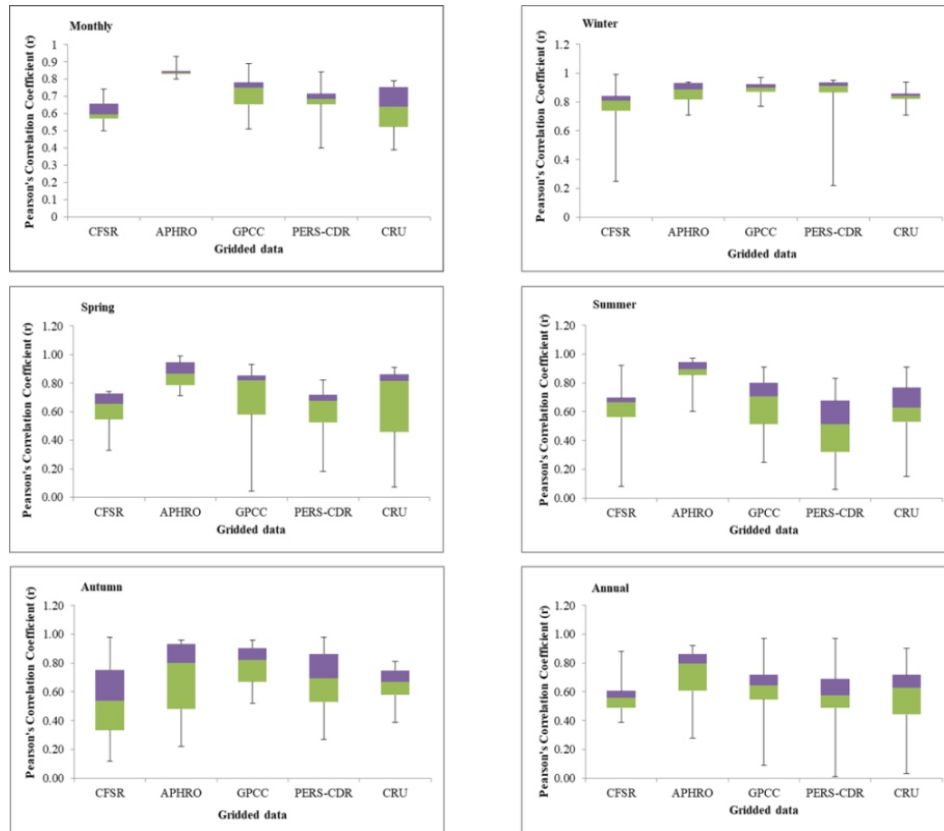 Monthly
Pearson's Correlation Coefficient (r)
1
0.9
0.8
0.7
0.6
0.5
0.4
0.3
0.2
0.1
0
CFSR APHRO GPCC PERS-CDR CRU
Gridded data
Winter
Pearson's Correlation Coefficient (r)
1.2
1
0.8
0.6
0.4
0.2
0
CFSR APHRO GPCC PERS-CDR CRU
Gridded data
Spring
Pearson's Correlation Coefficient (r)
1.20
1.00
0.80
0.60
0.40
0.20
0.00
CFSR APHRO GPCC PERS-CDR CRU
Gridded data
Summer
Pearson's Correlation Coefficient (r)
1.20
1.00
0.80
0.60
0.40
0.20
0.00
CFSR APHRO GPCC PERS-CDR CRU
Gridded data
Autumn
Pearson's Correlation Coefficient (r)
1.20
1.00
0.80
0.60
0.40
0.20
0.00
CFSR APHRO GPCC PERS-CDR CRU
Gridded data
Annual
Pearson's Correlation Coefficient (r)
1.20
1.00
0.80
0.60
0.40
0.20
0.00
CFSR APHRO GPCC PERS-CDR CRU
Gridded data